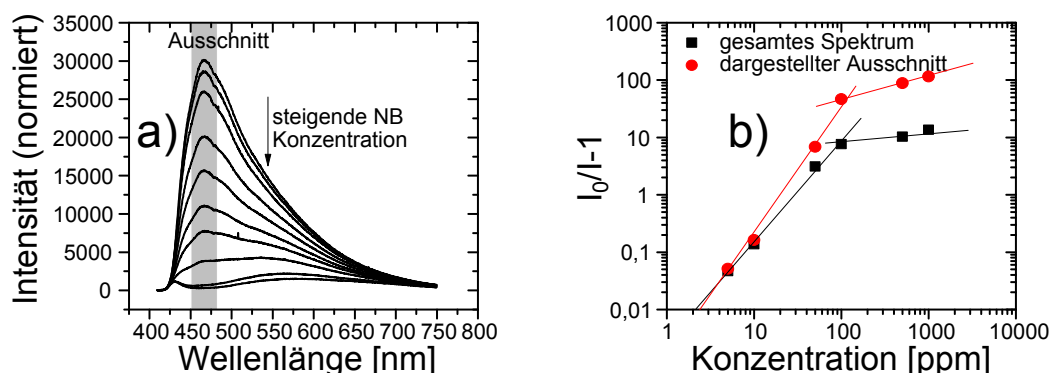 35000
30000
25000
20000
15000
10000
5000
0
Intensität (normiert)
Ausschnitt
a)
steigende NB
Konzentration
400 450 500 550 600 650 700 750 800
Wellenlänge [nm]
1000
100
10
1
0,1
0,01
I₀/I-1
gesamtes Spektrum
dargestellter Ausschnitt
b)
1 10 100 1000 10000
Konzentration [ppm]